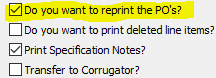 Do you want to reprint the PO's?
Do you want to print deleted line items?
Print Specification Notes?
Transfer to Corrugator?